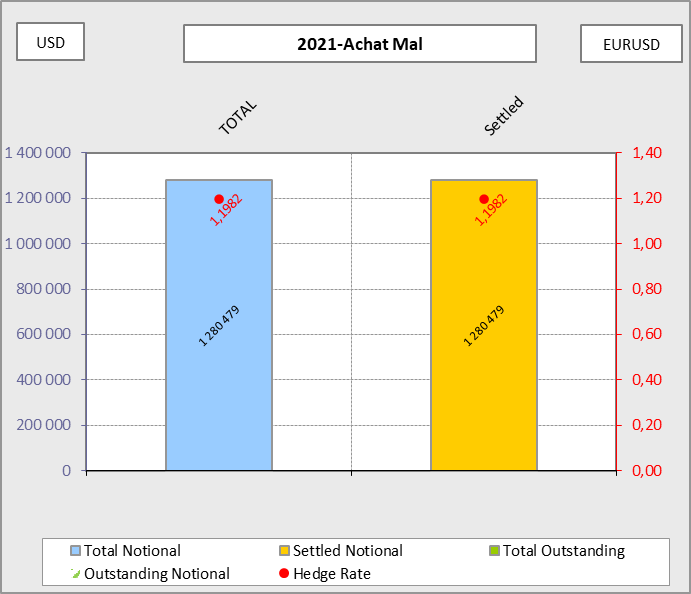 USD
2021-Achat Mal
EURUSD
TOTAL
Settled
1 400 000
1,40
1 200 000
1,20
1,1982
1,1982
1 000 000
1,00
800 000
0,80
1 280 479
1 280 479
600 000
0,60
400 000
0,40
200 000
0,20
0
0,00
Total Notional
Settled Notional
Total Outstanding
Outstanding Notional
Hedge Rate